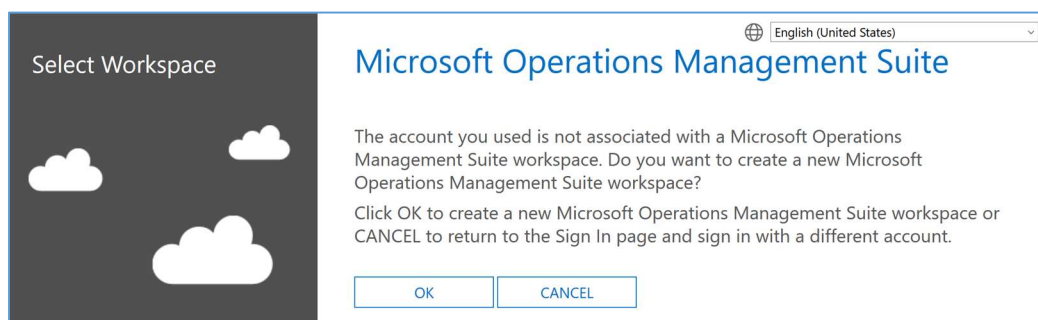 English (United States)
Select Workspace
Microsoft Operations Management Suite
The account you used is not associated with a Microsoft Operations
Management Suite workspace. Do you want to create a new Microsoft
Operations Management Suite workspace?
Click OK to create a new Microsoft Operations Management Suite workspace or
CANCEL to return to the Sign In page and sign in with a different account.
OK
CANCEL